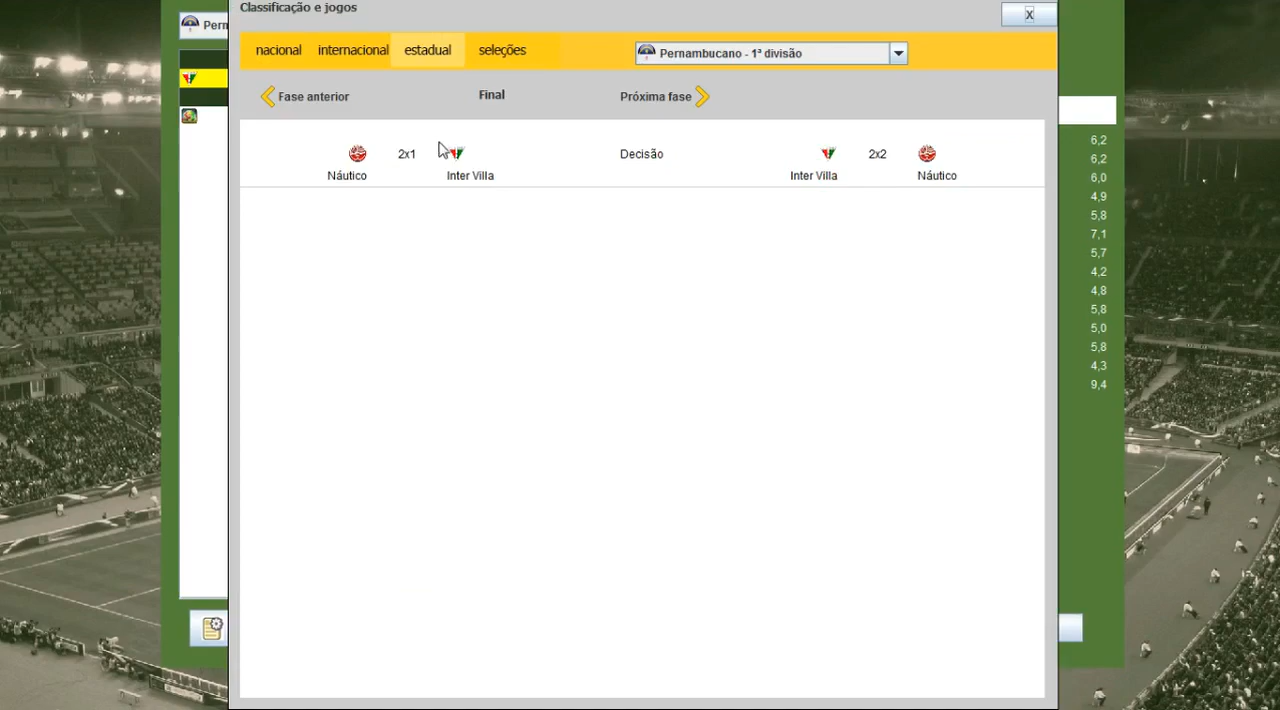 Classificação e jogos
x
Pern
nacional internacional estadual seleções Pernambucano - 1ª divisão
Fase anterior Final Próxima fase
2x1 Decisão 2x2
Náutico Inter Villa Inter Villa Náutico
6,2
6,2
6,0
4,9
5,8
7,1
5,7
4,2
4,8
5,8
5,0
5,8
4,3
9,4